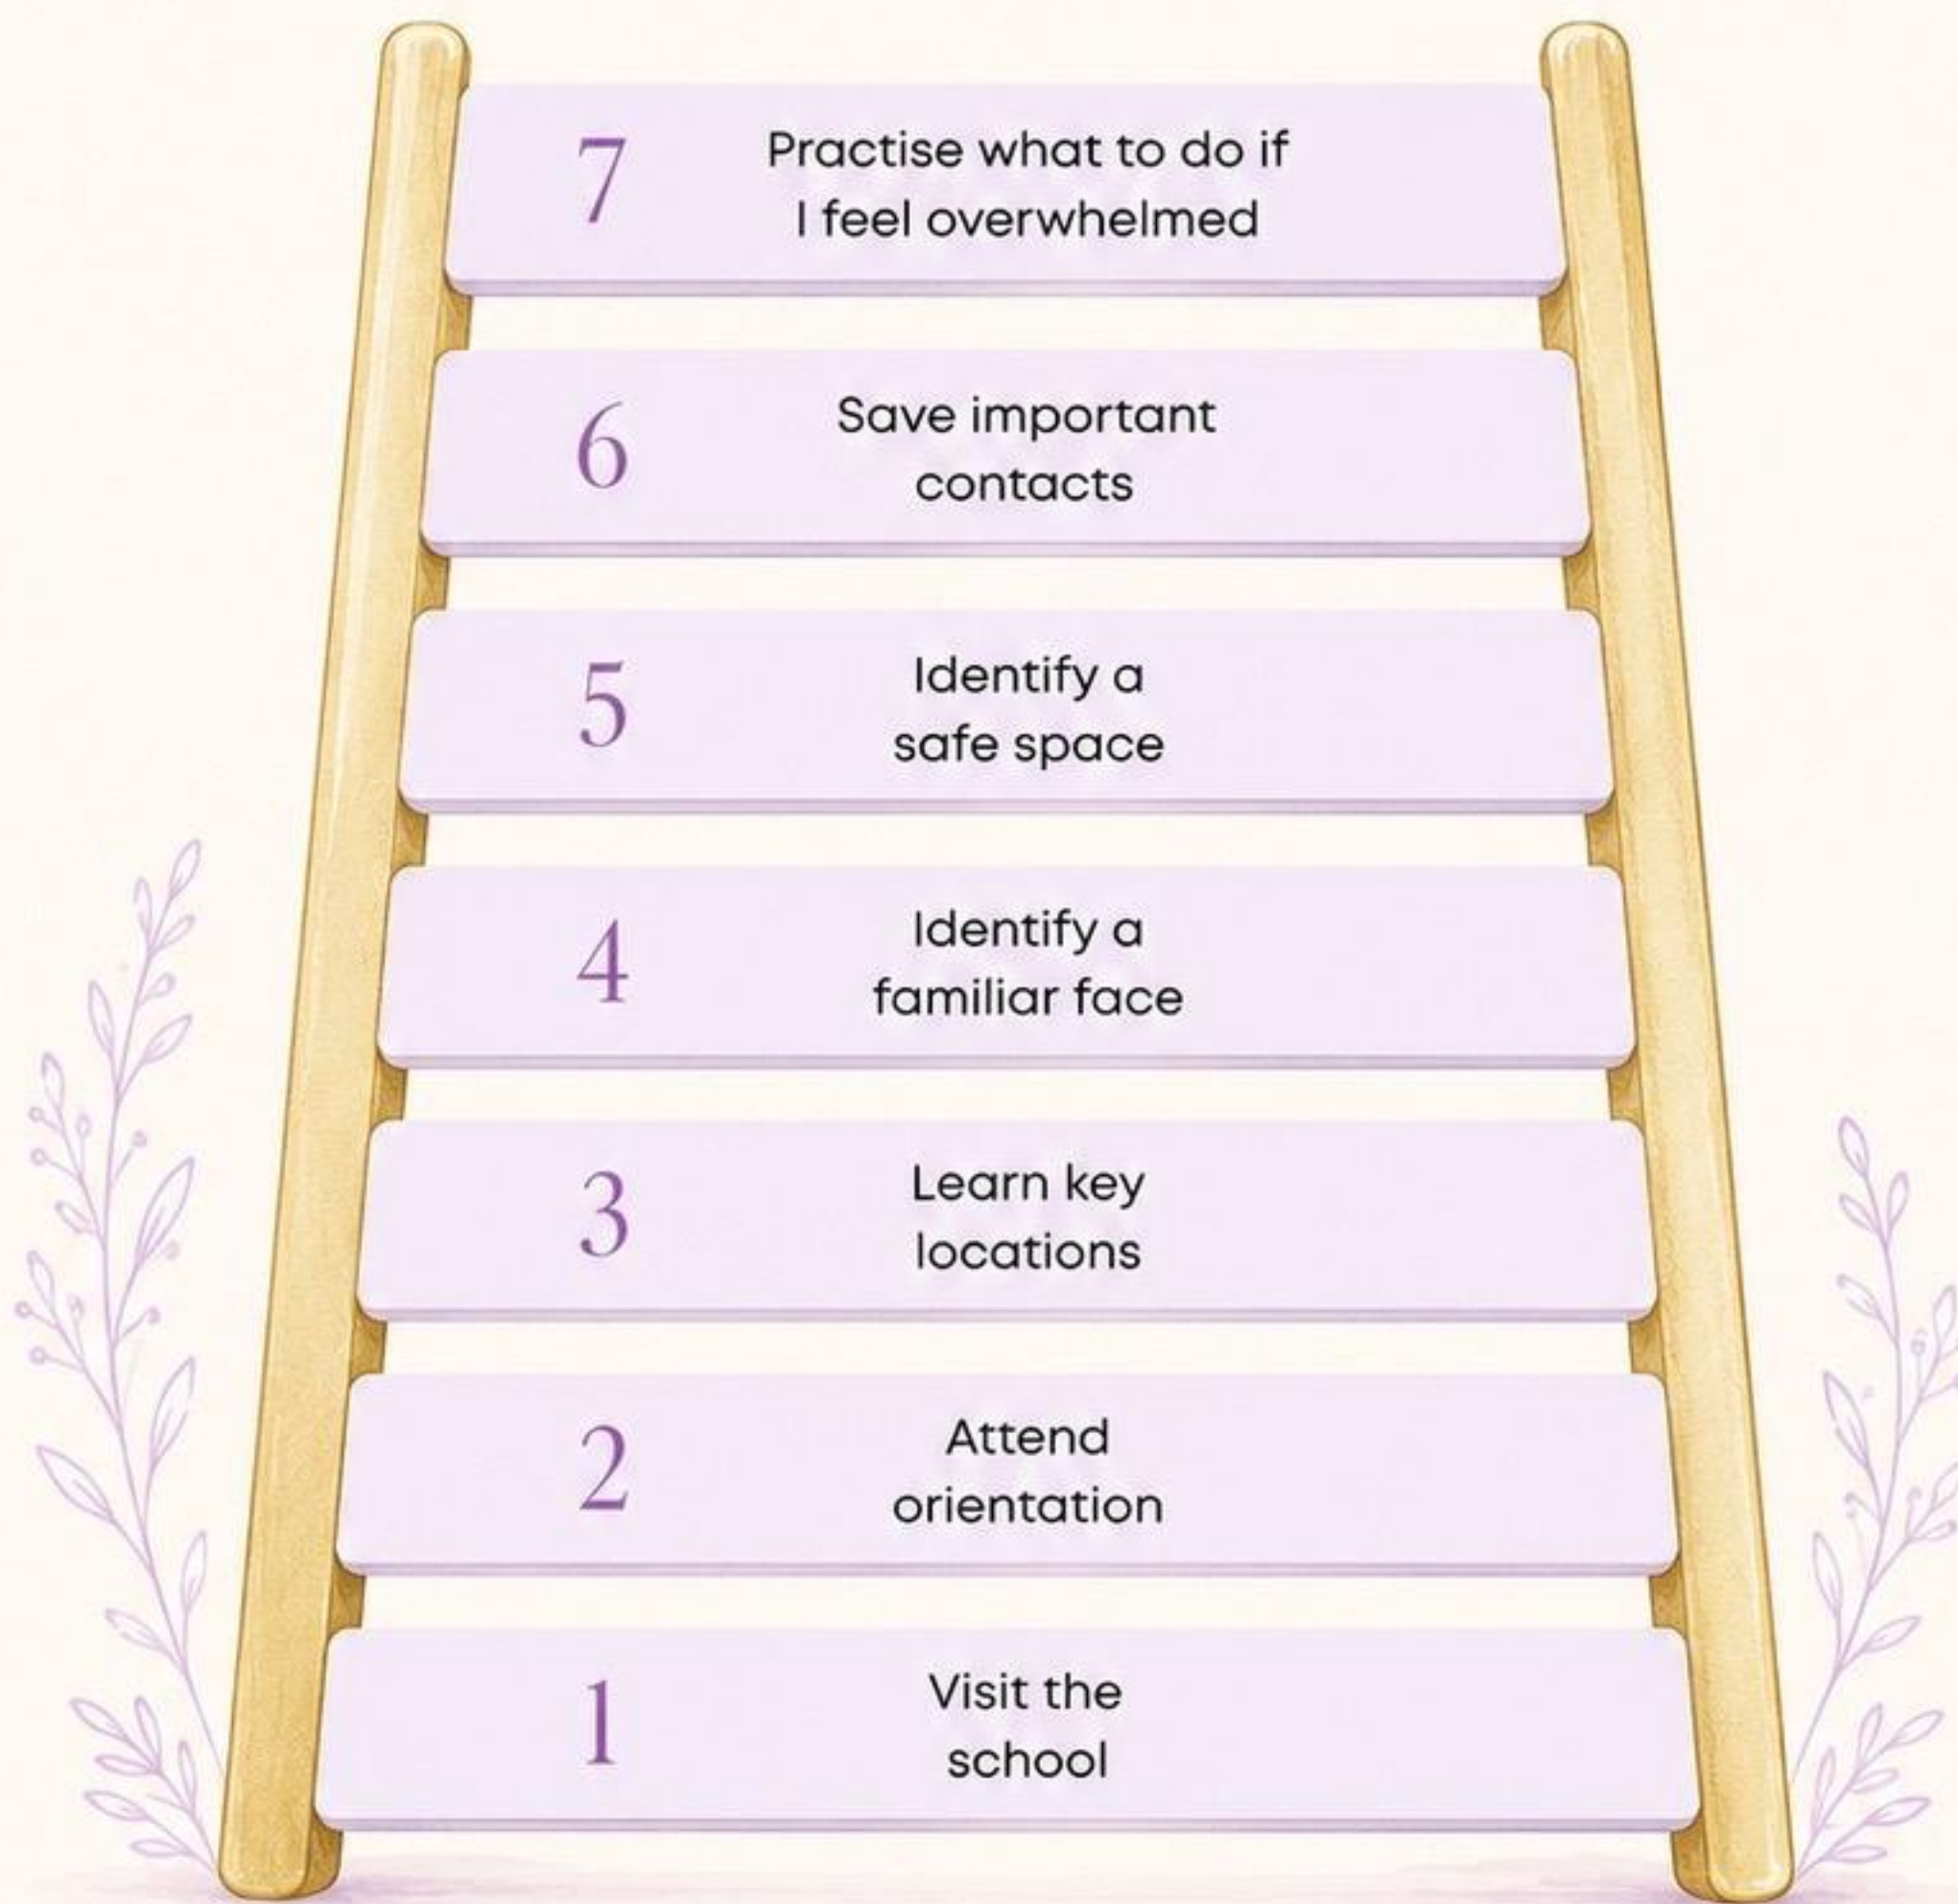 7
Practise what to do if
I feel overwhelmed
6
Save important
contacts
5
Identify a
safe space
4
Identify a
familiar face
3
Learn key
locations
2
Attend
orientation
1
Visit the
school